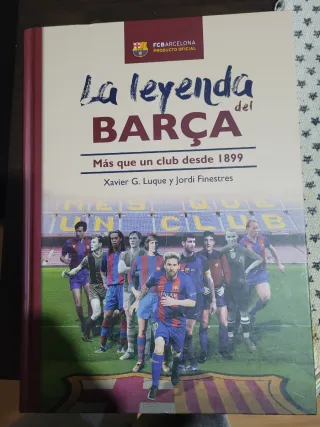 FCBARCELONA
PRODUCTO OFICIAL
La leyenda
del
BARÇA
Más que un club desde 1899
Xavier G. Luque y Jordi Finestres
MÉS QUE
UN CLUB